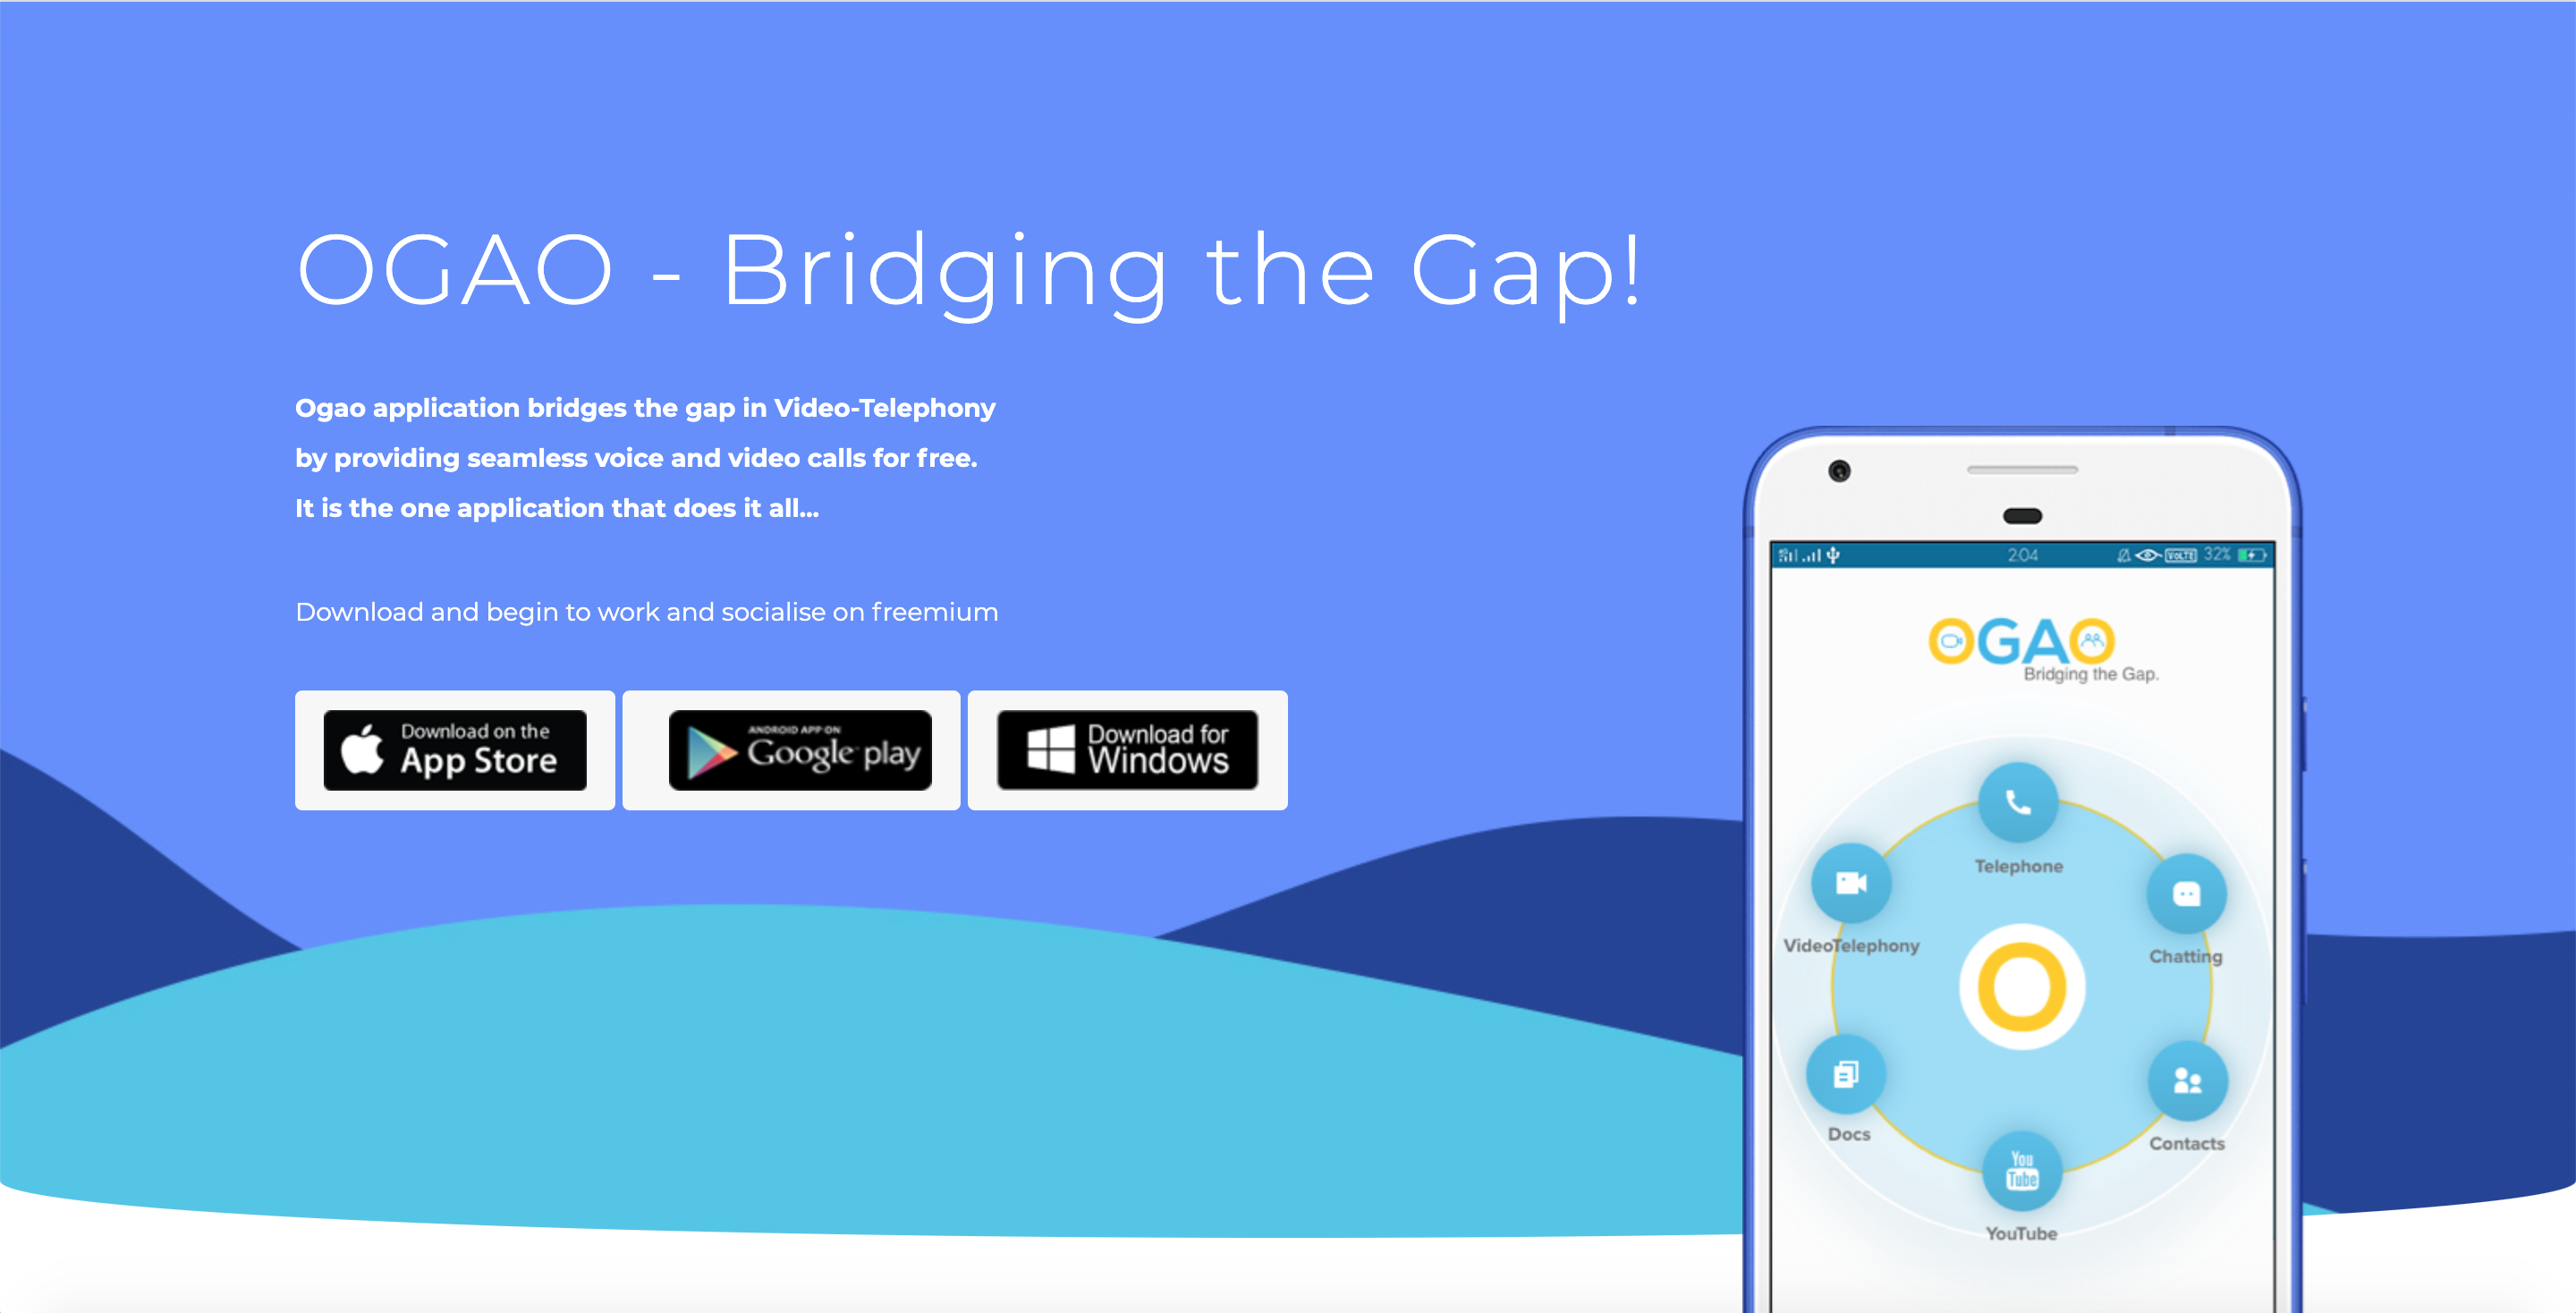 OGAO - Bridging the Gap!
Ogao application bridges the gap in Video-Telephony
by providing seamless voice and video calls for free.
It is the one application that does it all...
Download and begin to work and socialise on freemium
Download on the
App Store
ANDROID APP ON
Google play
Download for
Windows
2:04
VoLTE
32%
OGAO
Bridging the Gap.
Telephone
VideoTelephony
Chatting
Docs
Contacts
You
Tube
YouTube